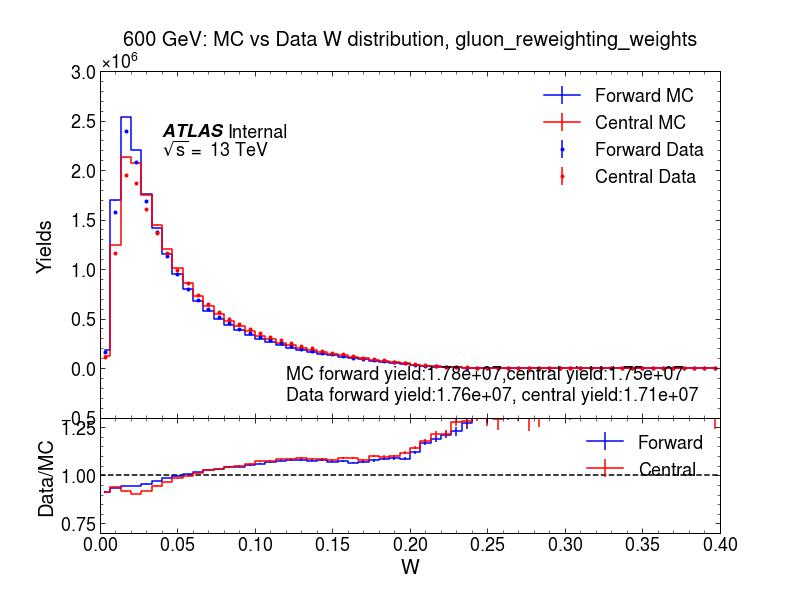 600 GeV: MC vs Data W distribution, gluon_reweighting_weights
×10⁶
3.0
2.5
2.0
1.5
1.0
0.5
0.0
0.5
Yields
ATLAS Internal
√s = 13 TeV
Forward MC
Central MC
Forward Data
Central Data
MC forward yield:1.78e+07,central yield:1.75e+07
Data forward yield:1.76e+07, central yield:1.71e+07
1.25
1.00
0.75
Data/MC
Forward
Central
0.00 0.05 0.10 0.15 0.20 0.25 0.30 0.35 0.40
W